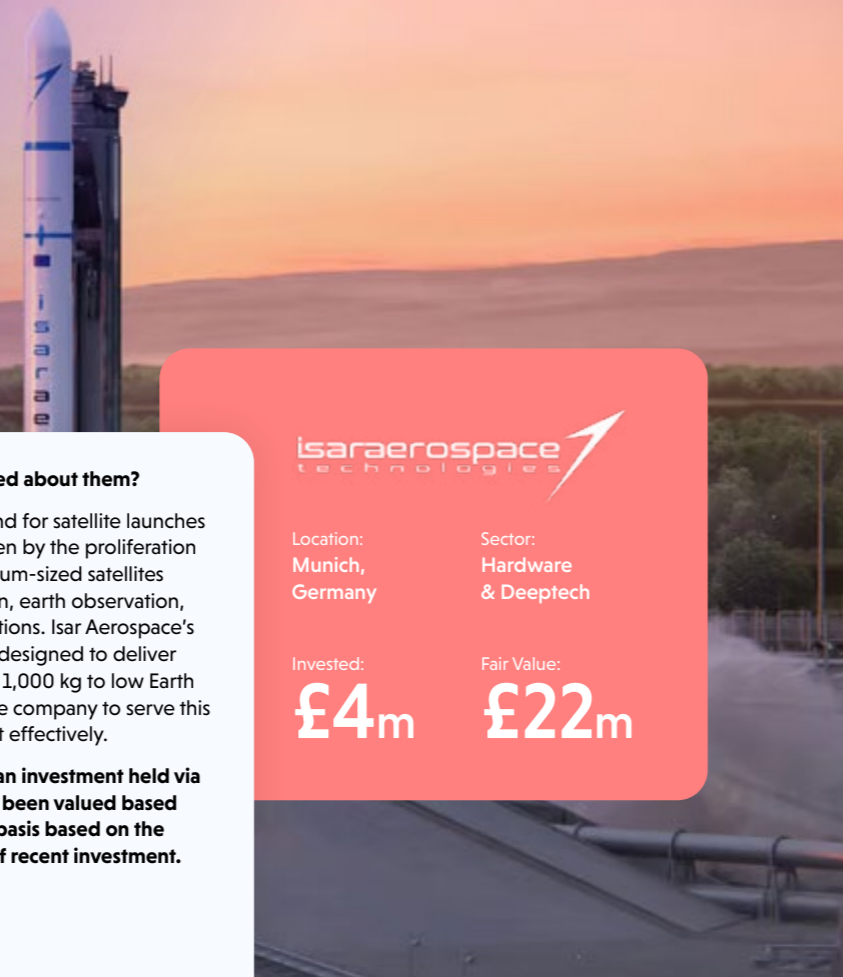 isarae
ed about them?
nd for satellite launches
en by the proliferation
um-sized satellites
n, earth observation,
tions. Isar Aerospace's
designed to deliver
1,000 kg to low Earth
e company to serve this
t effectively.
an investment held via
been valued based
basis based on the
f recent investment.
isaraerospace
technologies
Location:
Munich,
Germany
Sector:
Hardware
& Deeptech
Invested:
£4m
Fair Value:
£22m